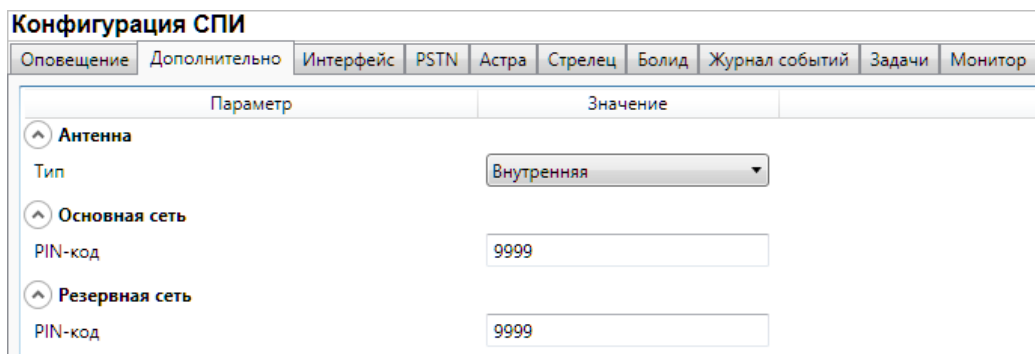 Конфигурация СПИ
Оповещение Дополнительно Интерфейс PSTN Астра Стрелец Болид Журнал событий Задачи Монитор
Параметр Значение
Антенна
Тип Внутренняя
Основная сеть
PIN-код 9999
Резервная сеть
PIN-код 9999